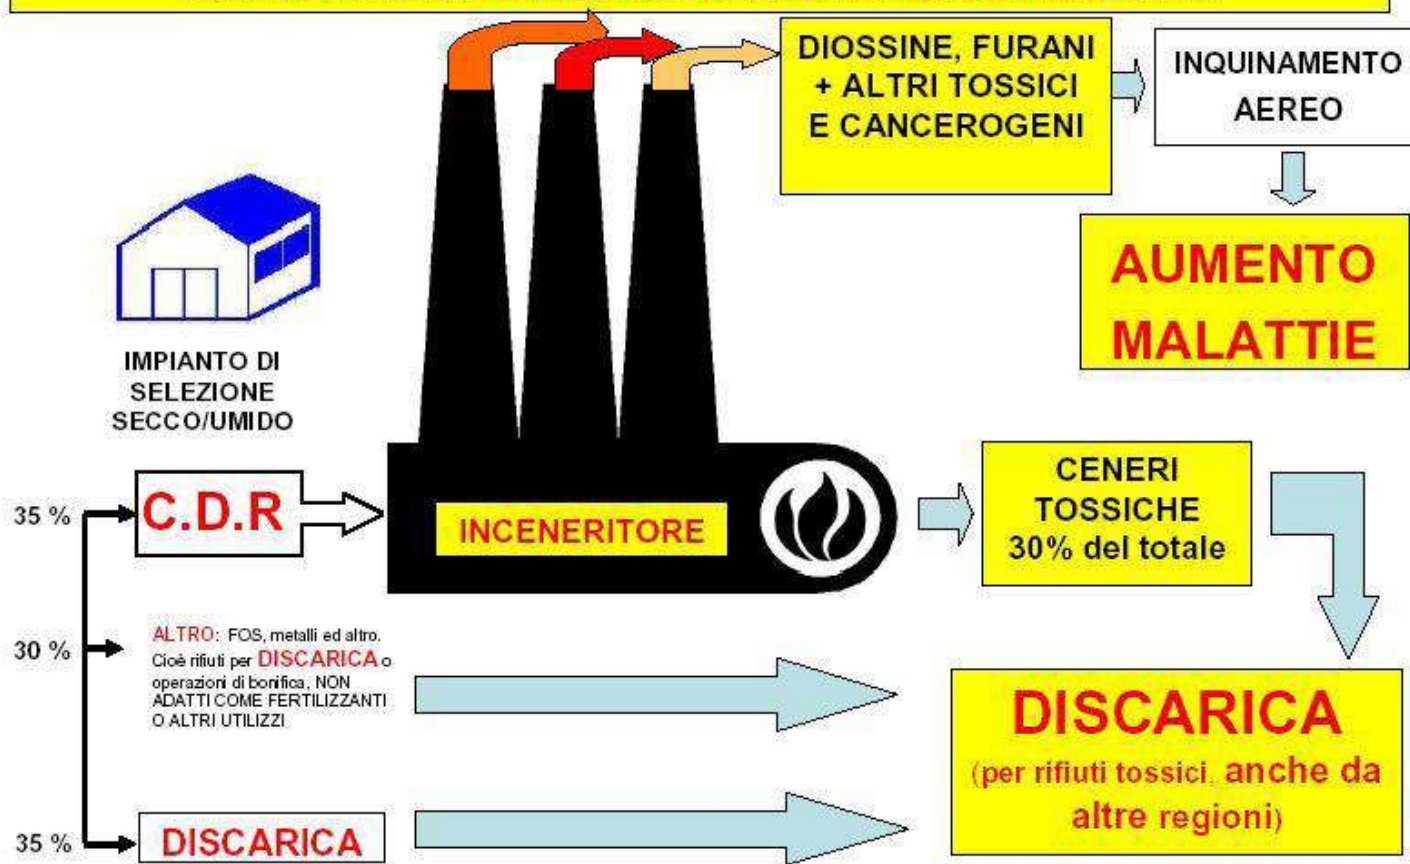 DIOSSINE, FURANI
+ ALTRI TOSSICI
E CANCEROGENI
INQUINAMENTO
AEREO
AUMENTO
MALATTIE
IMPIANTO DI
SELEZIONE
SECCO/UMIDO
35 %
C.D.R
INCENERITORE
CENERI
TOSSICHE
30% del totale
30 %
ALTRO: FOS, metalli ed altro.
Cioè rifiuti per DISCARICA o
operazioni di bonifica, NON
ADATTI COME FERTILIZZANTI
O ALTRI UTILIZZI
DISCARICA
(per rifiuti tossici, anche da
altre regioni)
35 %
DISCARICA